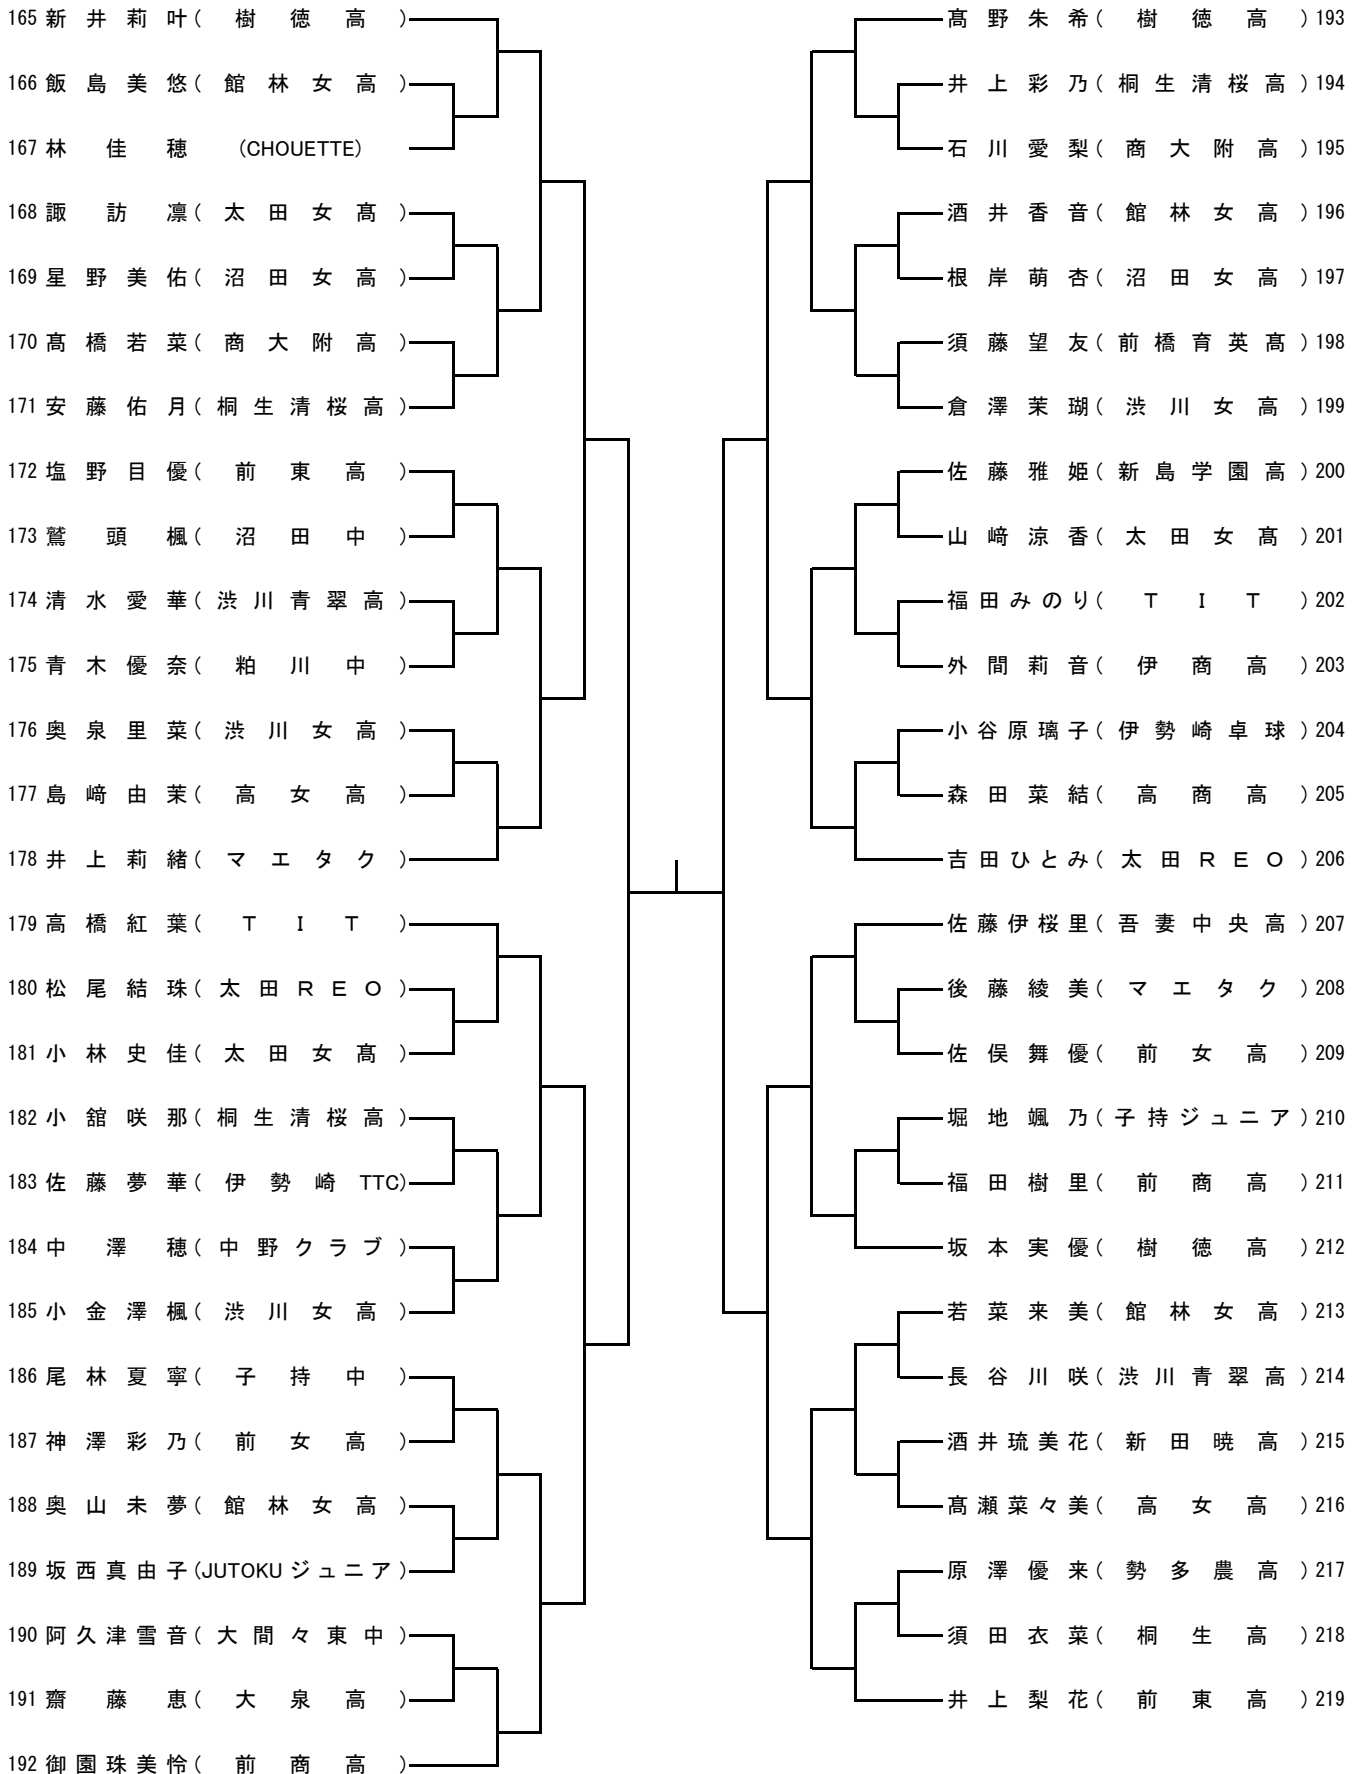 165 新井莉叶(樹徳高)
166 飯島美悠(館林女高)
167 林佳穂(CHOUETTE)
168 諏訪凛(太田女髙)
169 星野美佑(沼田女高)
170 髙橋若菜(商大附高)
171 安藤佑月(桐生清桜高)
172 塩野目優(前東高)
173 鷲頭楓(沼田中)
174 清水愛華(渋川青翠高)
175 青木優奈(粕川中)
176 奥泉里菜(渋川女高)
177 島﨑由茉(高女高)
178 井上莉緒(マエタク)
179 高橋紅葉(TIT)
180 松尾結珠(太田REO)
181 小林史佳(太田女髙)
182 小舘咲那(桐生清桜高)
183 佐藤夢華(伊勢崎TTC)
184 中澤穂(中野クラブ)
185 小金澤楓(渋川女高)
186 尾林夏寧(子持中)
187 神澤彩乃(前女高)
188 奥山未夢(館林女高)
189 坂西真由子(JUTOKUジュニア)
190 阿久津雪音(大間々東中)
191 齋藤恵(大泉高)
192 御園珠美怜(前商高)
髙野朱希(樹徳高)193
井上彩乃(桐生清桜高)194
石川愛梨(商大附高)195
酒井香音(館林女高)196
根岸萌杏(沼田女高)197
須藤望友(前橋育英髙)198
倉澤茉瑚(渋川女高)199
佐藤雅姫(新島学園高)200
山﨑涼香(太田女髙)201
福田みのり(TIT)202
外間莉音(伊商高)203
小谷原璃子(伊勢崎卓球)204
森田菜結(高商高)205
吉田ひとみ(太田REO)206
佐藤伊桜里(吾妻中央高)207
後藤綾美(マエタク)208
佐俣舞優(前女高)209
堀地颯乃(子持ジュニア)210
福田樹里(前商高)211
坂本実優(樹徳高)212
若菜来美(館林女高)213
長谷川咲(渋川青翠高)214
酒井琉美花(新田暁高)215
髙瀬菜々美(高女高)216
原澤優来(勢多農高)217
須田衣菜(桐生高)218
井上梨花(前東高)219